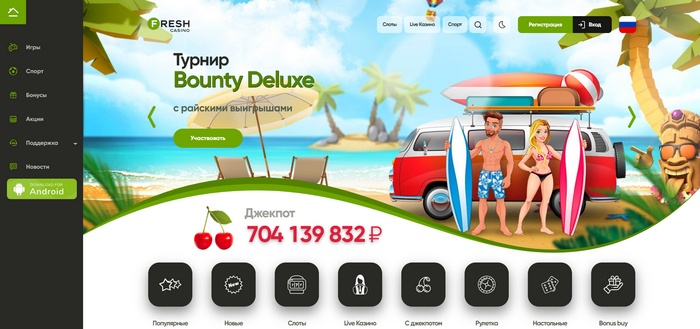 FRESH
CASINO
Слоты
Live Казино
Спорт
Регистрация
Вход
Игры
Спорт
Бонусы
Акции
Поддержка
Новости
DOWNLOAD FOR
Android
Турнир
Bounty Deluxe
с райскими выигрышами
Участвовать
Джекпот
704 139 832 ₽
Популярные
Новые
Слоты
Live Казино
С джекпотом
Рулетка
Настольные
Bonus buy